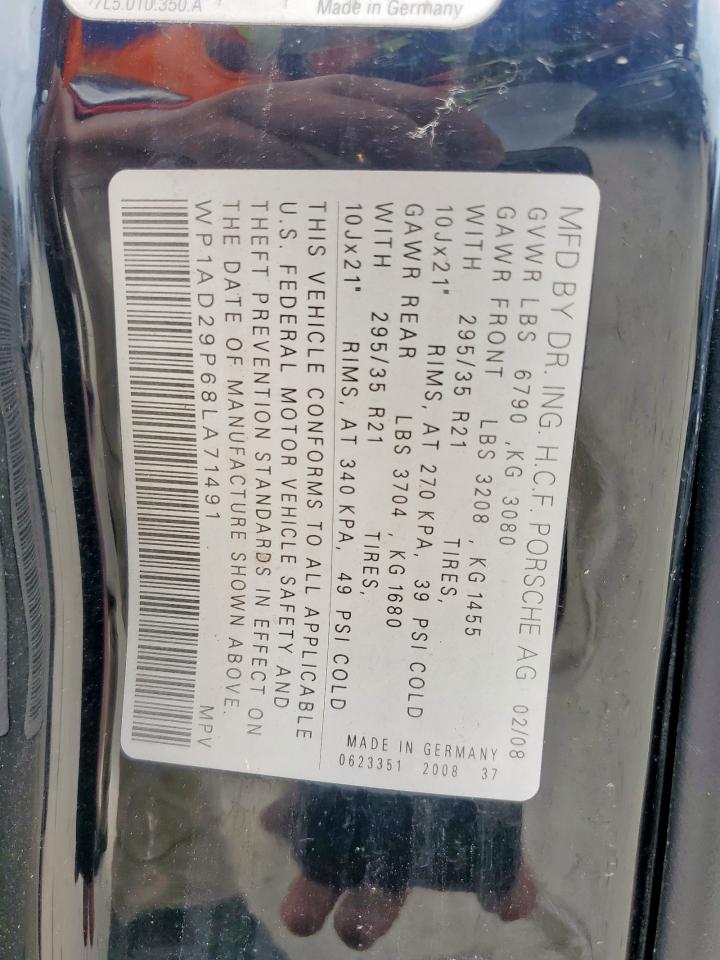 7L5.010.350.A
Made in Germany
MFD BY DR. ING. H.C.F. PORSCHE AG 02/08
GVWR LBS 6790 ,KG 3080
GAWR FRONT LBS 3208 , KG 1455
WITH 295/35 R21 TIRES,
10Jx21" RIMS, AT 270 KPA, 39 PSI COLD
GAWR REAR LBS 3704 , KG 1680
WITH 295/35 R21 TIRES,
10Jx21" RIMS, AT 340 KPA, 49 PSI COLD
MADE IN GERMANY
0623351 2008 37
THIS VEHICLE CONFORMS TO ALL APPLICABLE
U.S. FEDERAL MOTOR VEHICLE SAFETY AND
THEFT PREVENTION STANDARDS IN EFFECT ON
THE DATE OF MANUFACTURE SHOWN ABOVE.
WP1AD29P68LA71491 MPV